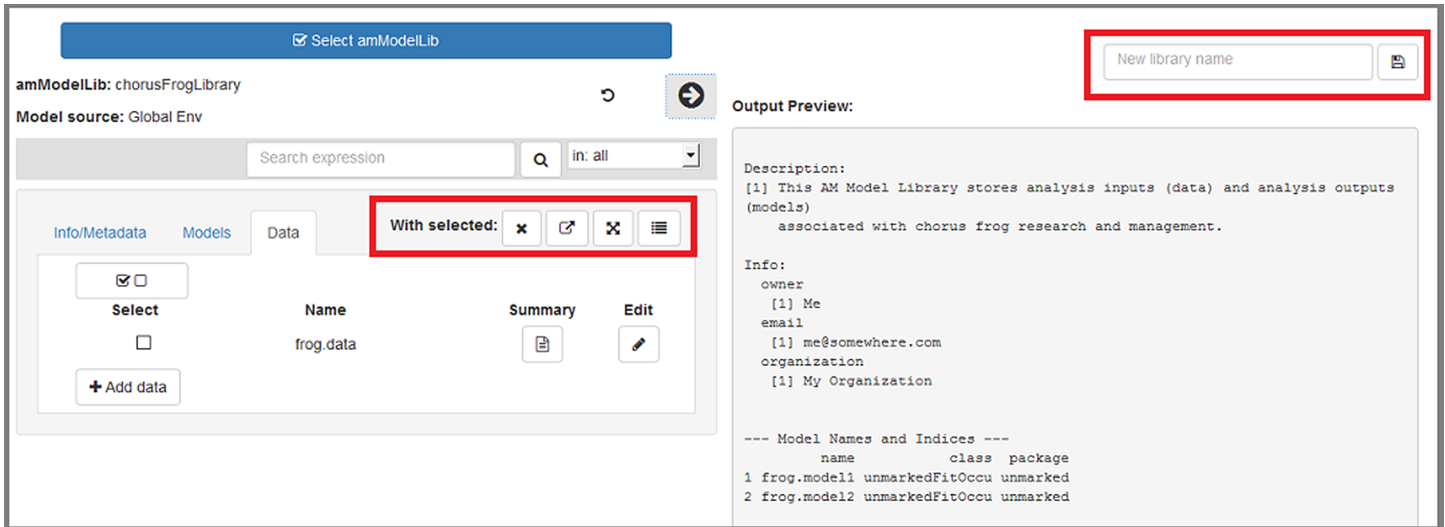 Select amModelLib
amModelLib: chorusFrogLibrary
Model source: Global Env
Search expression
in: all
Info/Metadata
Models
Data
With selected:
Select
Name
Summary
Edit
frog.data
Add data
New library name
Output Preview:
Description:
[1] This AM Model Library stores analysis inputs (data) and analysis outputs
(models)
associated with chorus frog research and management.
Info:
owner
[1] Me
email
[1] me@somewhere.com
organization
[1] My Organization
--- Model Names and Indices ---
name class package
1 frog.model1 unmarkedFitOccu unmarked
2 frog.model2 unmarkedFitOccu unmarked